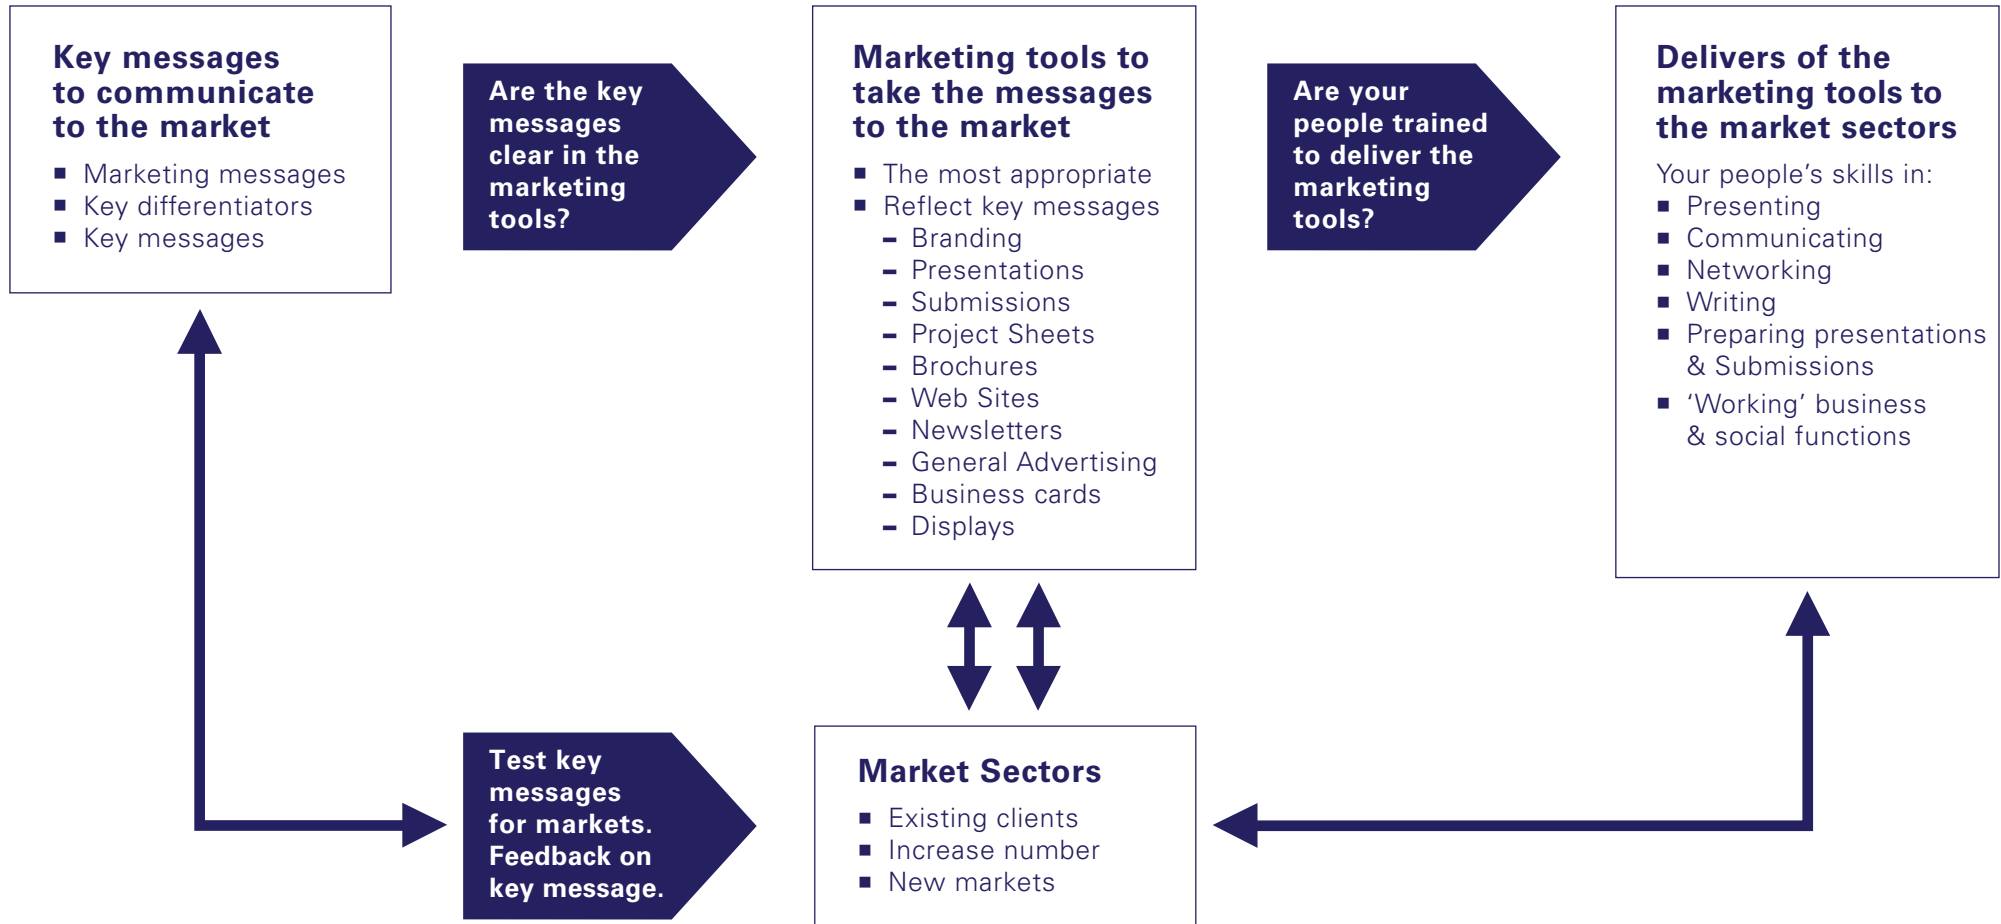 Key messages
to communicate
to the market
▪ Marketing messages
▪ Key differentiators
▪ Key messages
Are the key
messages
clear in the
marketing
tools?
Marketing tools to
take the messages
to the market
▪ The most appropriate
▪ Reflect key messages
– Branding
– Presentations
– Submissions
– Project Sheets
– Brochures
– Web Sites
– Newsletters
– General Advertising
– Business cards
– Displays
Are your
people trained
to deliver the
marketing
tools?
Delivers of the
marketing tools to
the market sectors
Your people’s skills in:
▪ Presenting
▪ Communicating
▪ Networking
▪ Writing
▪ Preparing presentations
& Submissions
▪ ‘Working’ business
& social functions
Test key
messages
for markets.
Feedback on
key message.
Market Sectors
▪ Existing clients
▪ Increase number
▪ New markets